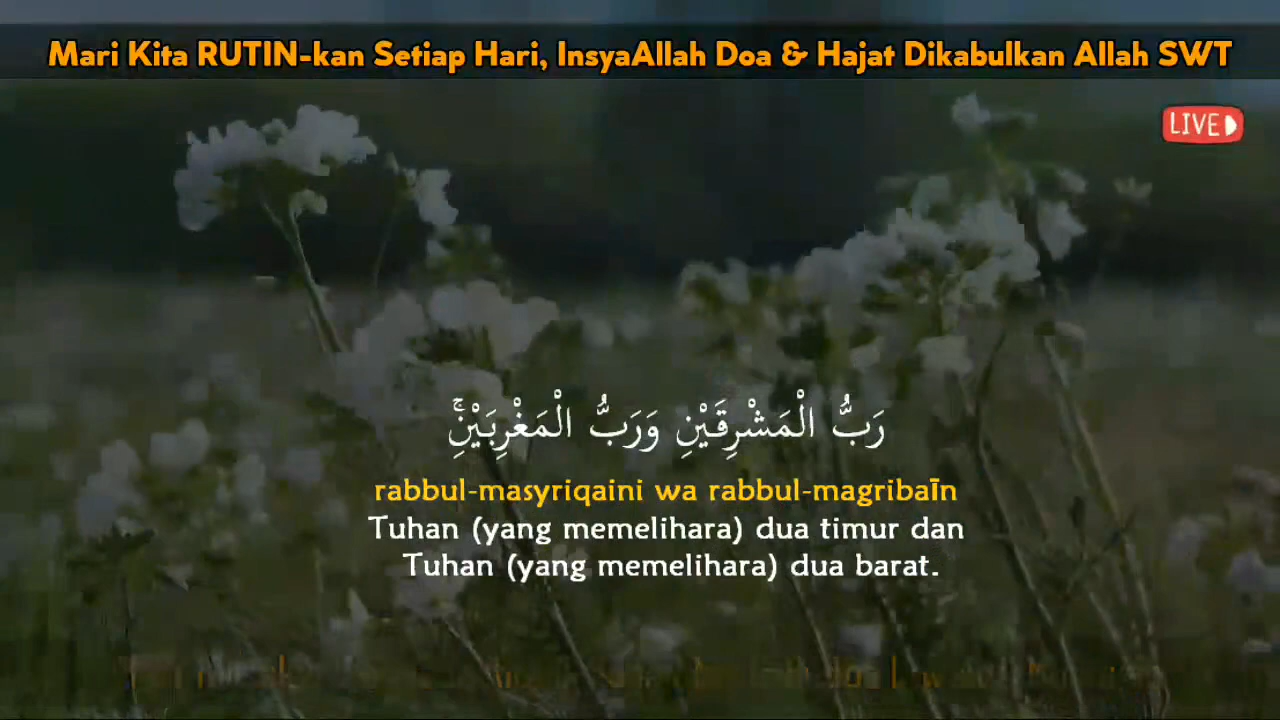 Mari Kita RUTIN-kan Setiap Hari, InsyaAllah Doa & Hajat Dikabulkan Allah SWT
LIVE
رَبُّ الْمَشْرِقَيْنِ وَرَبُّ الْمَغْرِبَيْنِۚ
rabbul-masyriqaini wa rabbul-magribaīn
Tuhan (yang memelihara) dua timur dan
Tuhan (yang memelihara) dua barat.